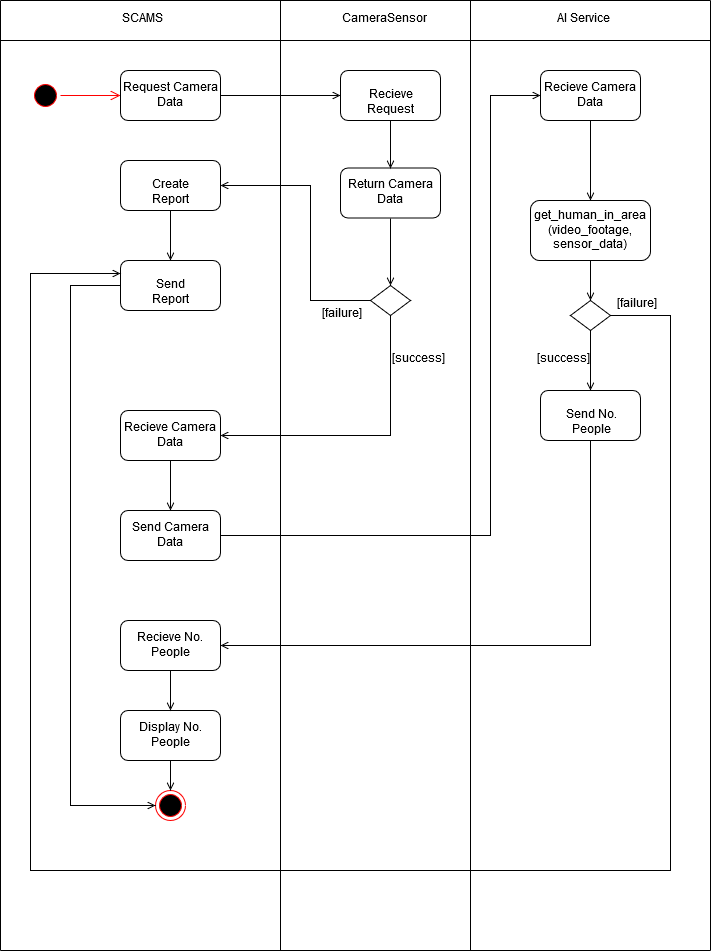 SCAMS
CameraSensor
AI Service
Request Camera
Data
Recieve
Request
Recieve Camera
Data
Create
Report
Return Camera
Data
get_human_in_area
(video_footage,
sensor_data)
Send
Report
[failure]
[failure]
[success]
[success]
Recieve Camera
Data
Send No.
People
Send Camera
Data
Recieve No.
People
Display No.
People